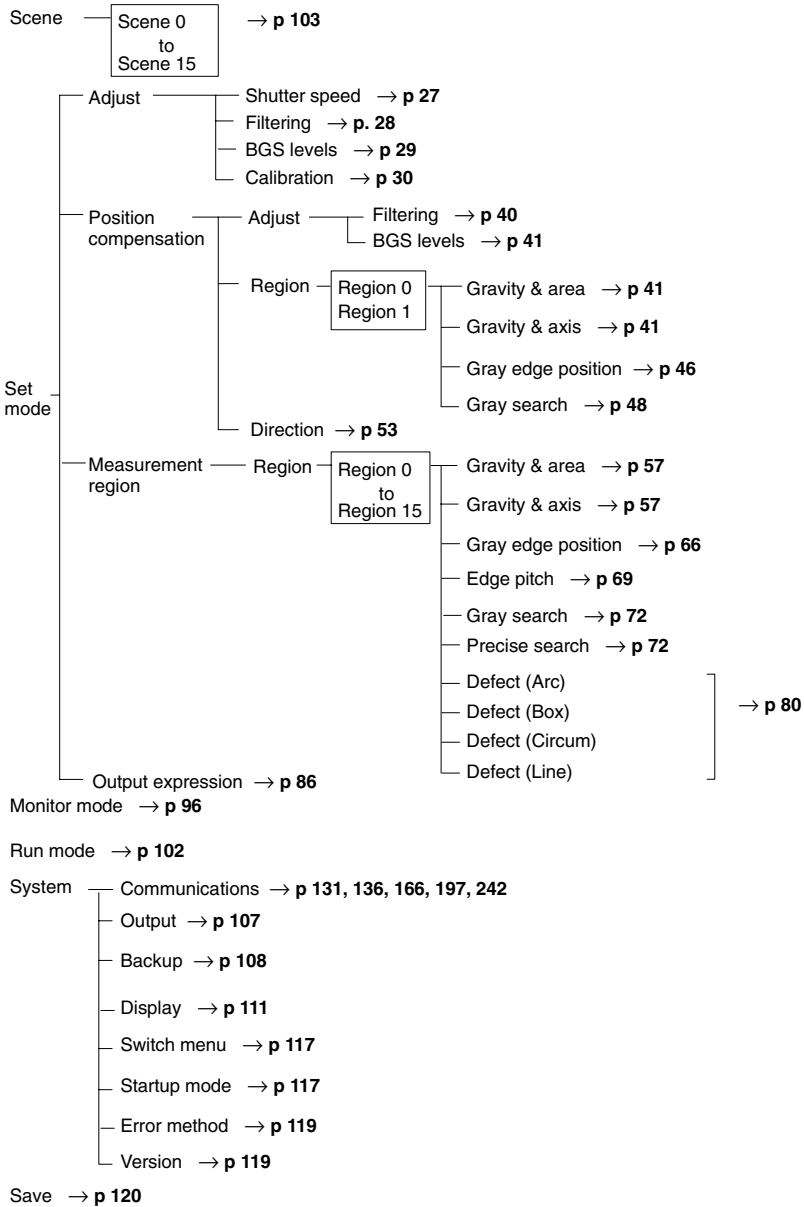 Scene
Scene 0
to
Scene 15
→ p 103
Adjust
Shutter speed → p 27
Filtering → p. 28
BGS levels → p 29
Calibration → p 30
Position
compensation
Adjust
Filtering → p 40
BGS levels → p 41
Region
Region 0
Region 1
Gravity & area → p 41
Gravity & axis → p 41
Gray edge position → p 46
Gray search → p 48
Set
mode
Direction → p 53
Measurement
region
Region
Region 0
to
Region 15
Gravity & area → p 57
Gravity & axis → p 57
Gray edge position → p 66
Edge pitch → p 69
Gray search → p 72
Precise search → p 72
Defect (Arc)
Defect (Box)
Defect (Circum)
Defect (Line)
→ p 80
Output expression → p 86
Monitor mode → p 96
Run mode → p 102
System
Communications → p 131, 136, 166, 197, 242
Output → p 107
Backup → p 108
Display → p 111
Switch menu → p 117
Startup mode → p 117
Error method → p 119
Version → p 119
Save → p 120